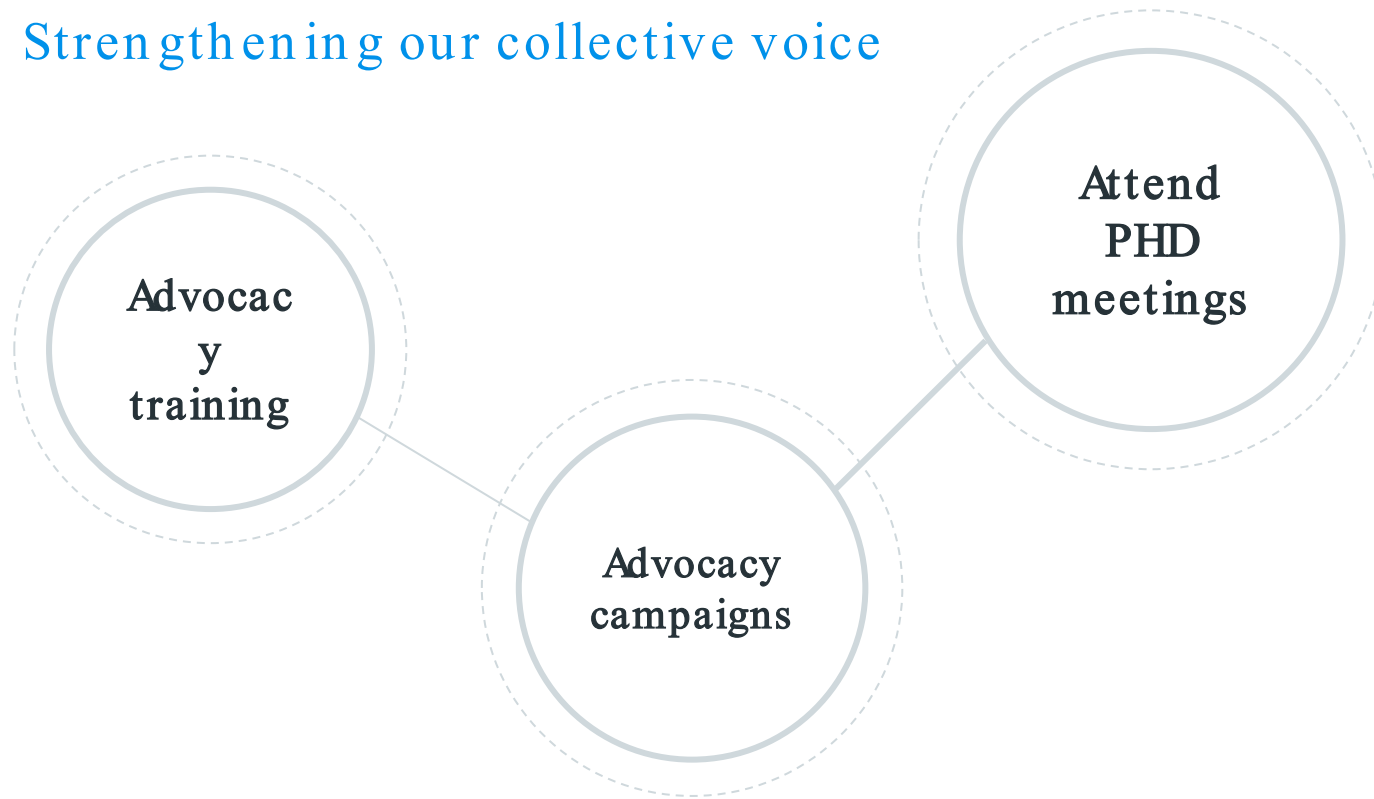 Strengthening our collective voice
Advocac
y
training
Advocacy
campaigns
Attend
PHD
meetings